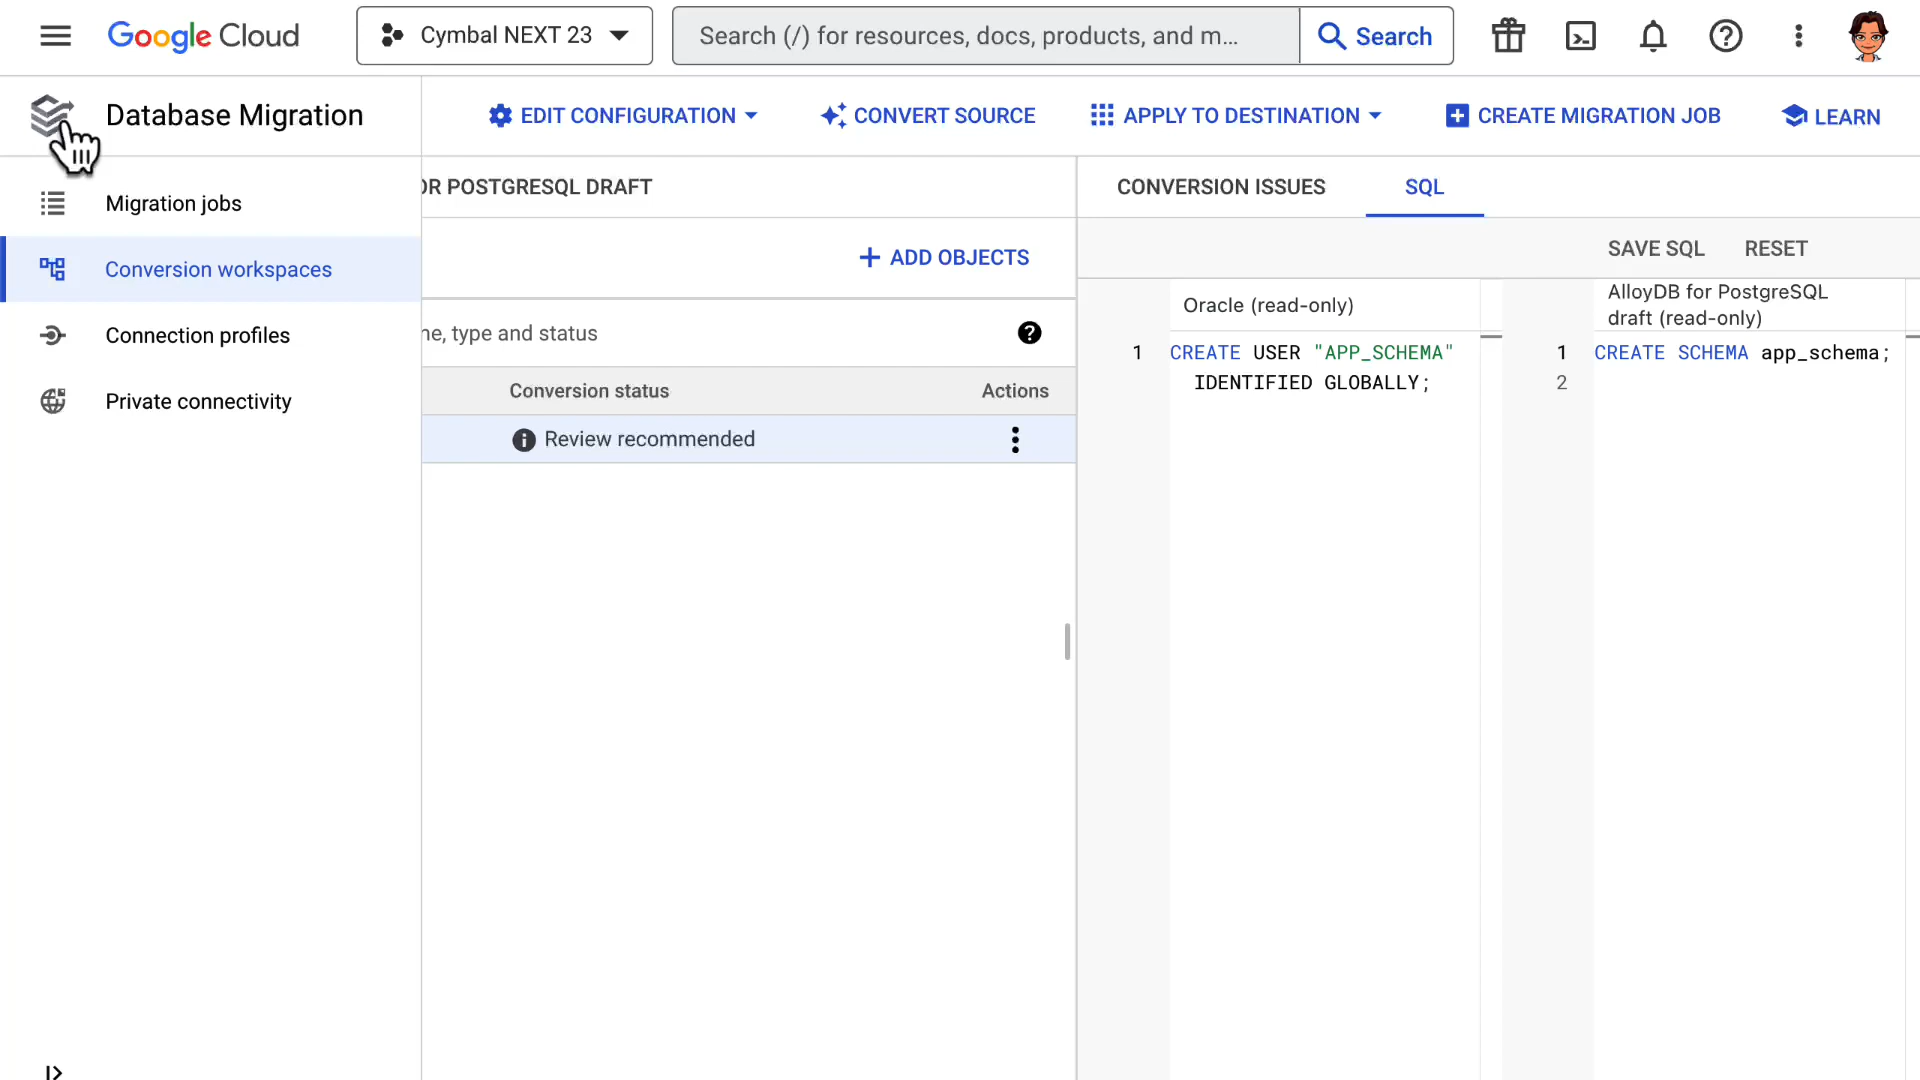 Google Cloud
Cymbal NEXT 23
Search (/) for resources, docs, products, and m...
Search
Database Migration
EDIT CONFIGURATION
CONVERT SOURCE
APPLY TO DESTINATION
CREATE MIGRATION JOB
LEARN
Migration jobs
Conversion workspaces
Connection profiles
Private connectivity
OR POSTGRESQL DRAFT
ADD OBJECTS
ne, type and status
Conversion status
Actions
Review recommended
CONVERSION ISSUES
SQL
SAVE SQL
RESET
Oracle (read-only)
1 CREATE USER "APP_SCHEMA"
IDENTIFIED GLOBALLY;
AlloyDB for PostgreSQL
draft (read-only)
1 CREATE SCHEMA app_schema;
2